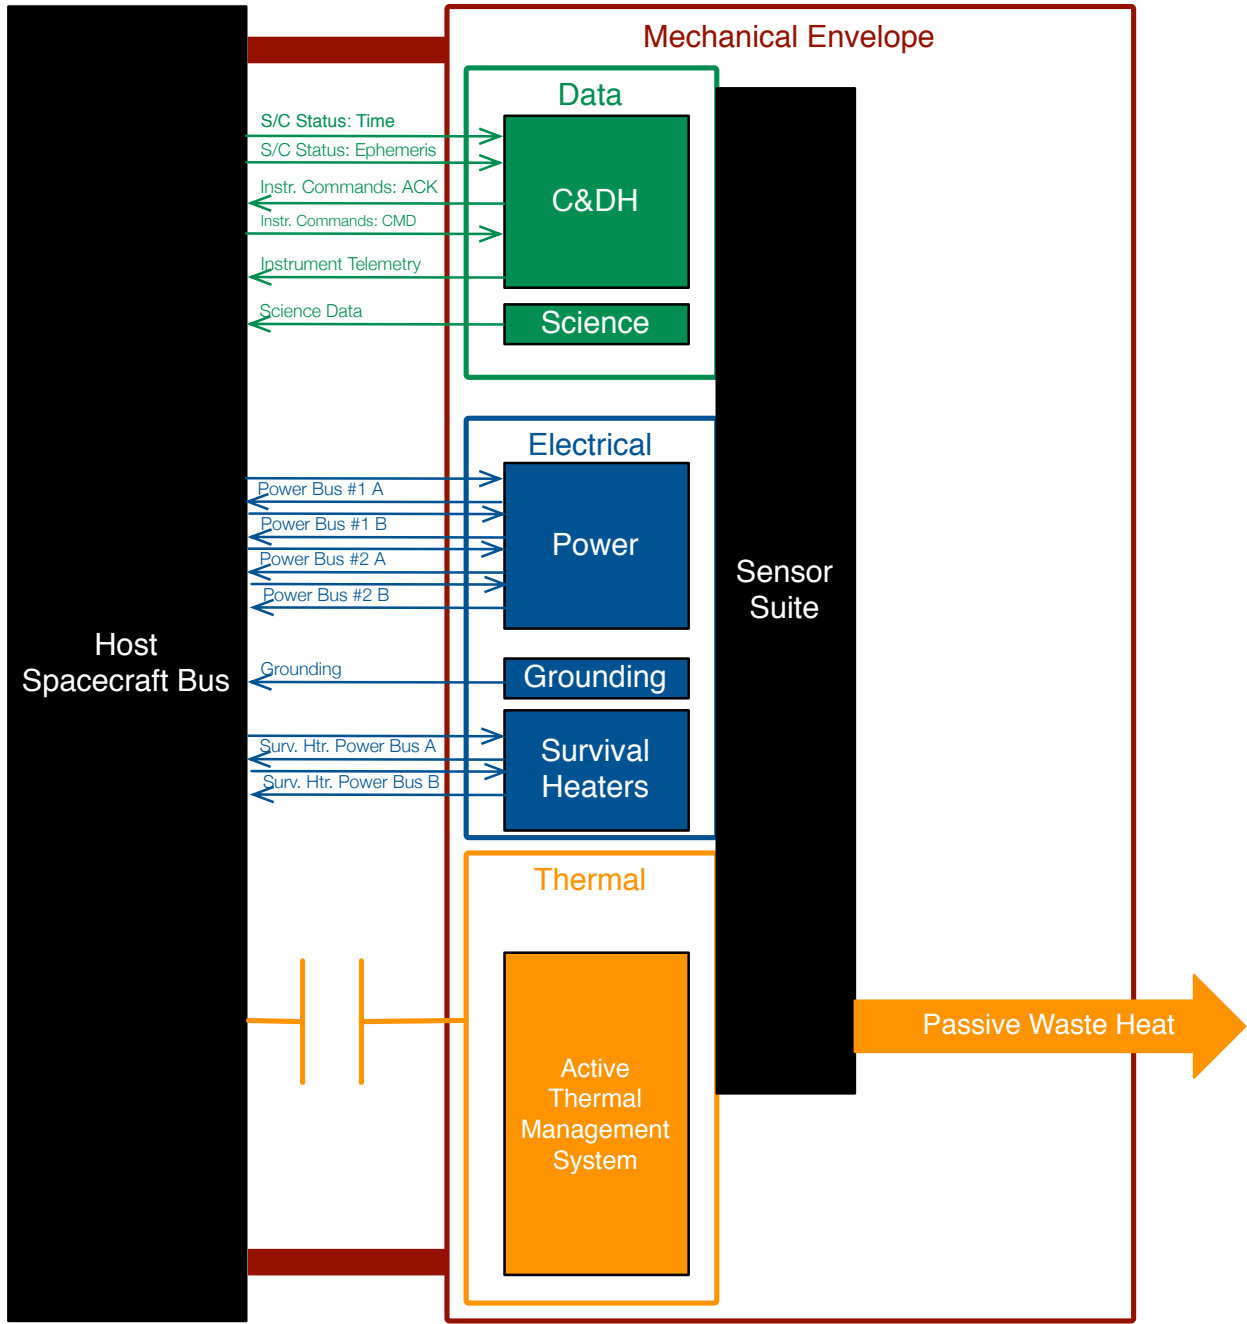 Mechanical Envelope
Data
S/C Status: Time
S/C Status: Ephemeris
Instr. Commands: ACK
Instr. Commands: CMD
Instrument Telemetry
C&DH
Science Data
Science
Electrical
Power Bus #1 A
Power Bus #1 B
Power Bus #2 A
Power Bus #2 B
Power
Sensor
Suite
Host
Spacecraft Bus
Grounding
Grounding
Surv. Htr. Power Bus A
Surv. Htr. Power Bus B
Survival
Heaters
Thermal
Active
Thermal
Management
System
Passive Waste Heat